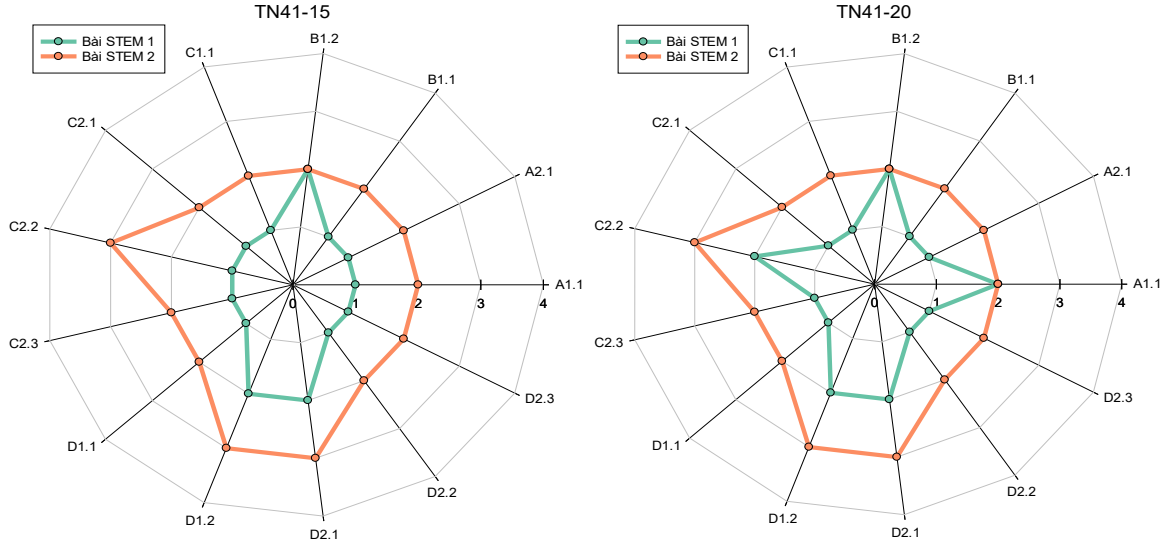 TN41-15
Bài STEM 1
Bài STEM 2
B1.2
C1.1
B1.1
C2.1
A2.1
C2.2
A1.1
0 1 2 3 4
C2.3
D2.3
D1.1
D2.2
D1.2
D2.1
TN41-20
Bài STEM 1
Bài STEM 2
B1.2
C1.1
B1.1
C2.1
A2.1
C2.2
A1.1
0 1 2 3 4
C2.3
D2.3
D1.1
D2.2
D1.2
D2.1